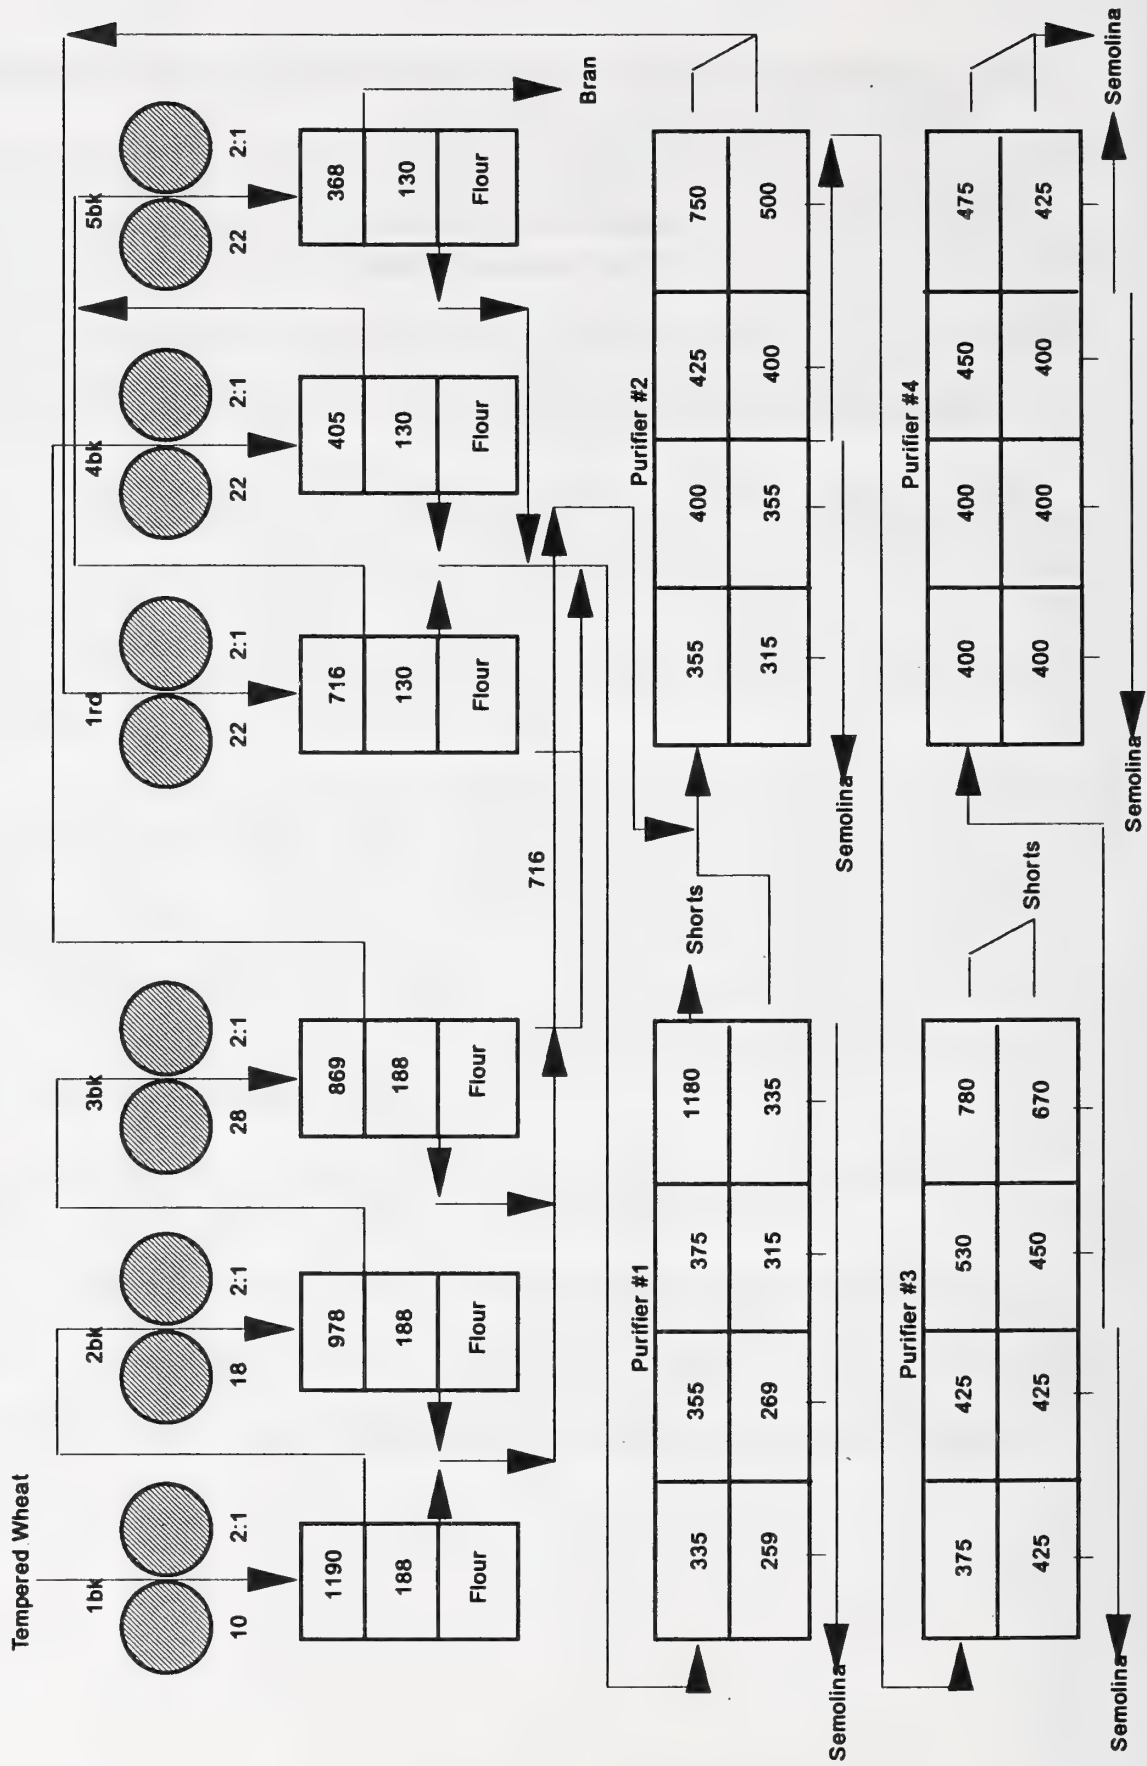 Tempered Wheat
1bk
10
2:1
1190
188
Flour
2bk
18
2:1
978
188
Flour
3bk
28
2:1
869
188
Flour
1rd
22
2:1
716
130
Flour
4bk
22
2:1
405
130
Flour
5bk
22
2:1
368
130
Flour
Bran
716
Purifier #1
335 355 375 1180
259 269 315 335
Shorts
Semolina
Purifier #2
355 400 425 750
315 355 400 500
Semolina
Purifier #3
375 425 530 780
425 425 450 670
Shorts
Semolina
Purifier #4
400 400 450 475
400 400 400 425
Semolina
Semolina